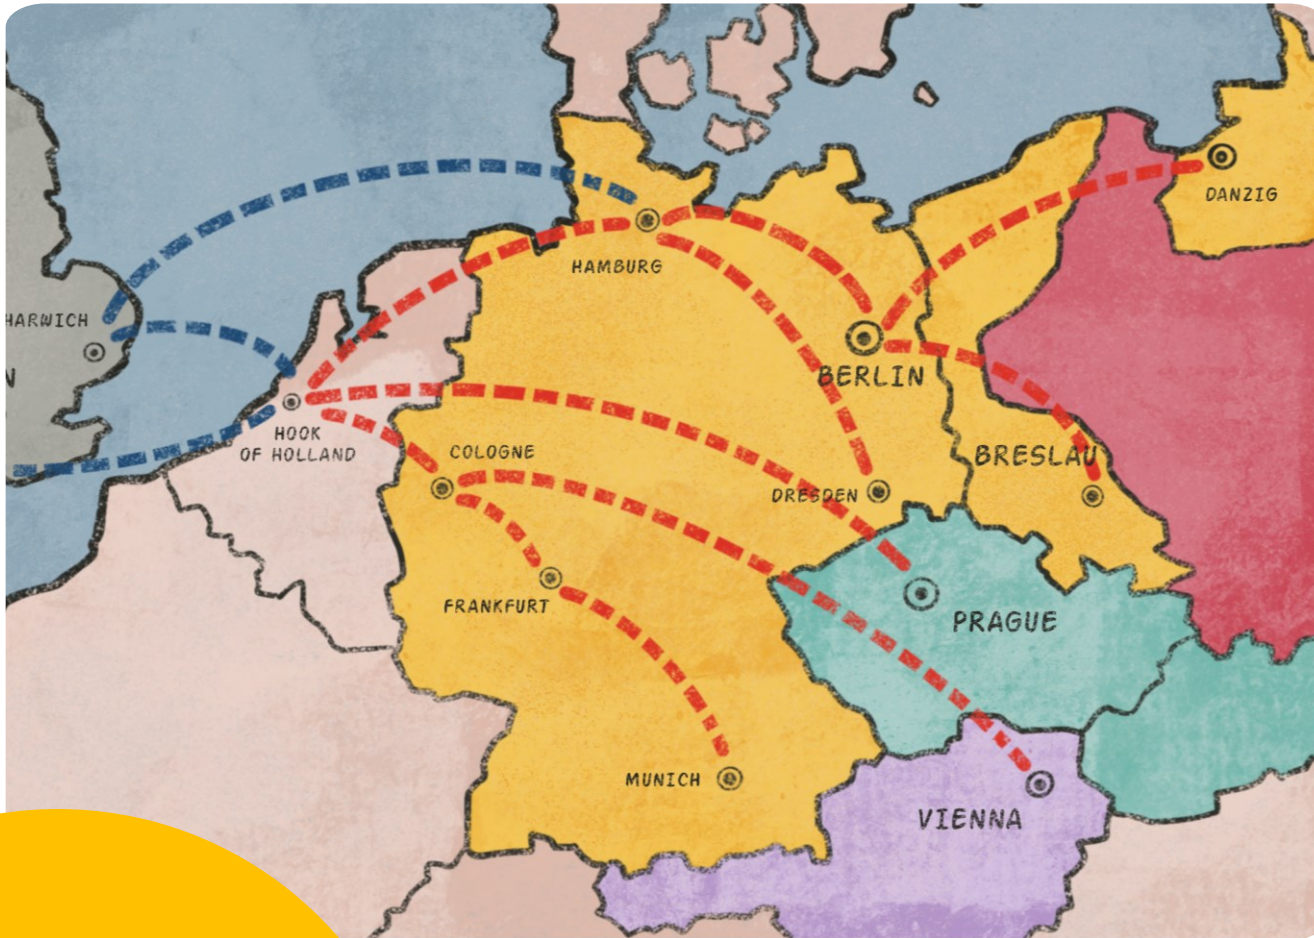 DANZIG
HAMBURG
HARWICH
N
BERLIN
HOOK
OF HOLLAND
COLOGNE
BRESLAU
DRESDEN
FRANKFURT
PRAGUE
MUNICH
VIENNA